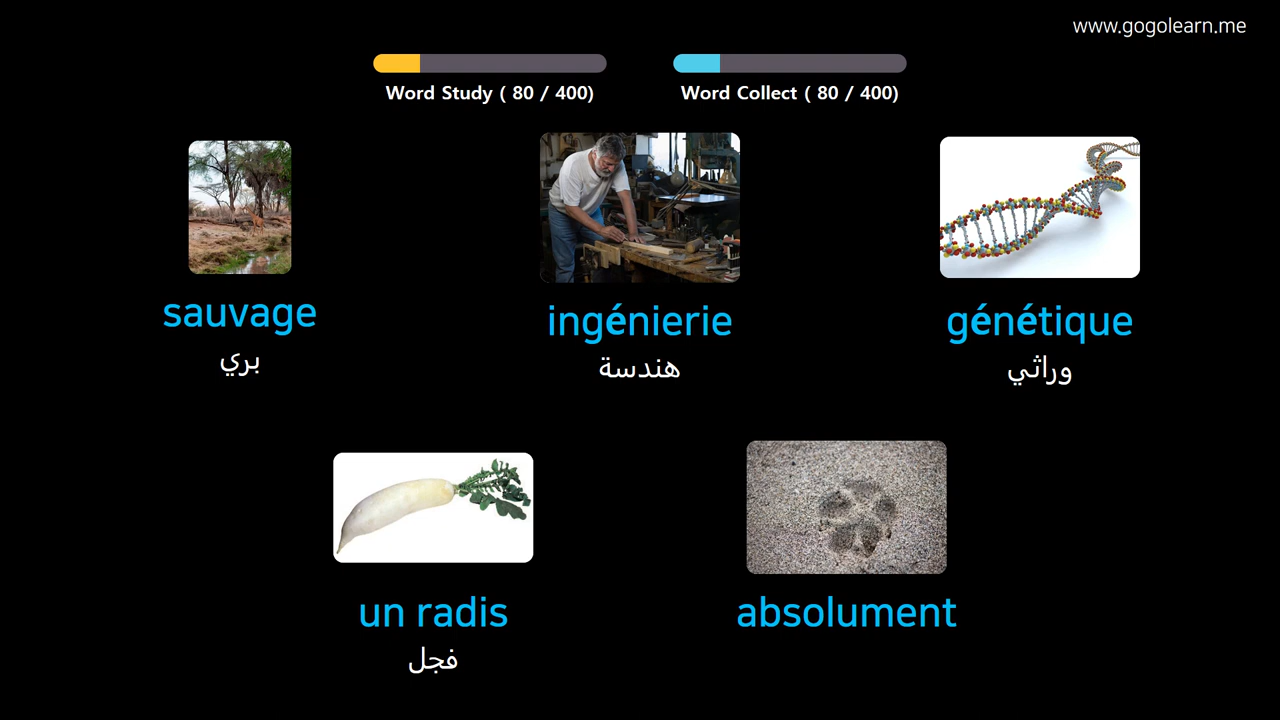 www.gogolearn.me
Word Study ( 80 / 400)
Word Collect ( 80 / 400)
sauvage
بري
ingénierie
هندسة
génétique
وراثي
un radis
فجل
absolument